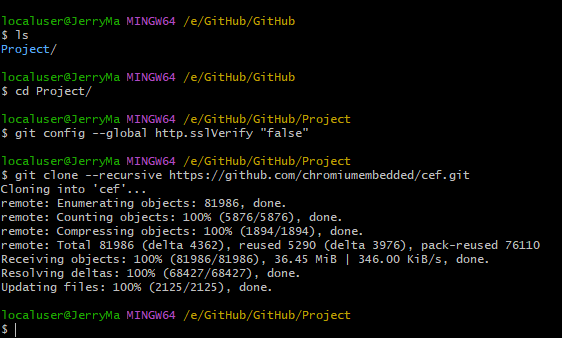 localuser@JerryMa MINGW64 /e/GitHub/GitHub
$ ls
Project/
localuser@JerryMa MINGW64 /e/GitHub/GitHub
$ cd Project/
localuser@JerryMa MINGW64 /e/GitHub/GitHub/Project
$ git config --global http.sslVerify "false"
localuser@JerryMa MINGW64 /e/GitHub/GitHub/Project
$ git clone --recursive https://github.com/chromiumembedded/cef.git
Cloning into 'cef'...
remote: Enumerating objects: 81986, done.
remote: Counting objects: 100% (5876/5876), done.
remote: Compressing objects: 100% (1894/1894), done.
remote: Total 81986 (delta 4362), reused 5290 (delta 3976), pack-reused 76110
Receiving objects: 100% (81986/81986), 36.45 MiB | 346.00 KiB/s, done.
Resolving deltas: 100% (68427/68427), done.
Updating files: 100% (2125/2125), done.
localuser@JerryMa MINGW64 /e/GitHub/GitHub/Project
$